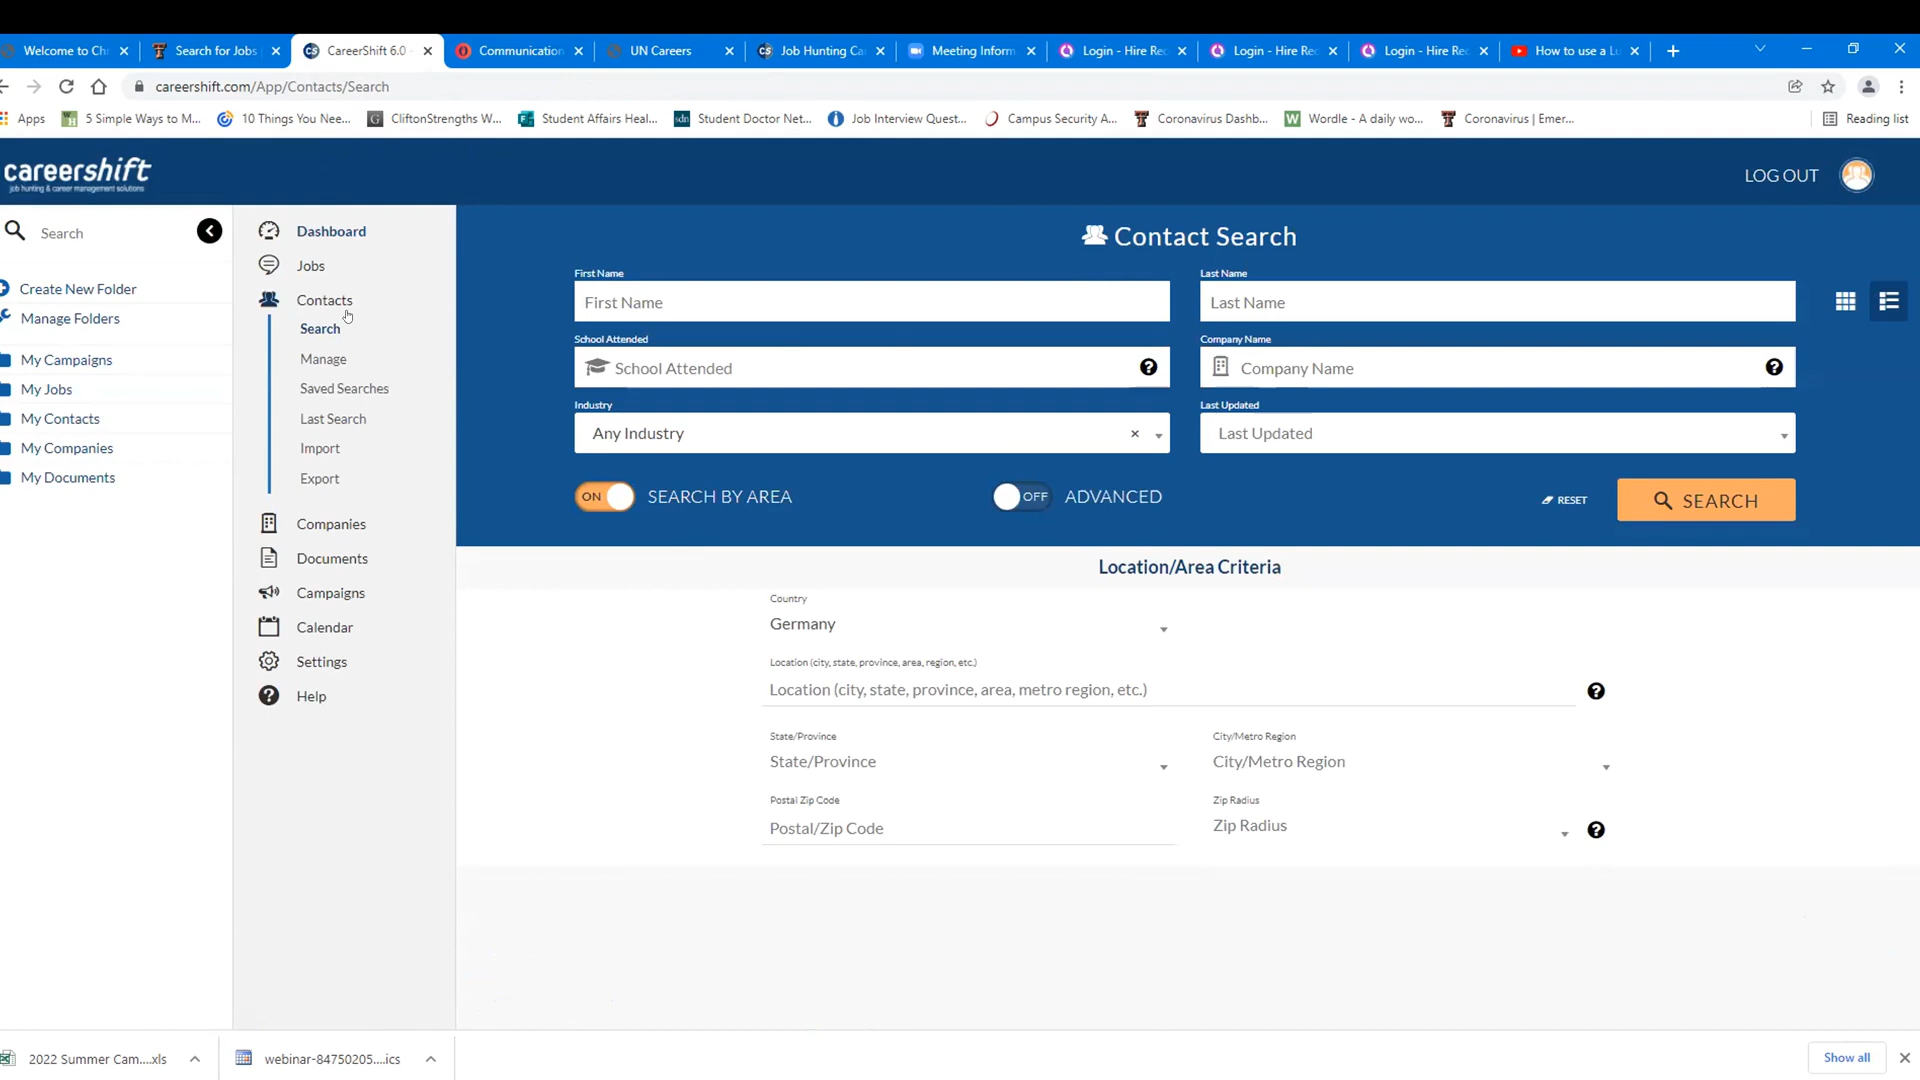 Welcome to Ch
Search for Jobs
CareerShift 6.0 -
Communication
UN Careers
Job Hunting Ca
Meeting Inform
Login - Hire Rec
Login - Hire Rec
Login - Hire Rec
How to use a Lu
careershift.com/App/Contacts/Search
Apps
5 Simple Ways to M...
10 Things You Nee...
CliftonStrengths W...
Student Affairs Heal...
Student Doctor Net...
Job Interview Quest...
Campus Security A...
Coronavirus Dashb...
Wordle - A daily wo...
Coronavirus | Emer...
Reading list
careershift
job hunting & career management solutions
LOG OUT
Search
Create New Folder
Manage Folders
My Campaigns
My Jobs
My Contacts
My Companies
My Documents
Dashboard
Jobs
Contacts
Search
Manage
Saved Searches
Last Search
Import
Export
Companies
Documents
Campaigns
Calendar
Settings
Help
Contact Search
First Name
Last Name
First Name
Last Name
School Attended
Company Name
School Attended
Company Name
Industry
Last Updated
Any Industry
Last Updated
ON SEARCH BY AREA
OFF ADVANCED
RESET
SEARCH
Location/Area Criteria
Country
Germany
Location (city, state, province, area, region, etc.)
Location (city, state, province, area, metro region, etc.)
State/Province
City/Metro Region
State/Province
City/Metro Region
Postal Zip Code
Zip Radius
Postal/Zip Code
Zip Radius
2022 Summer Cam....xls
webinar-84750205....ics
Show all